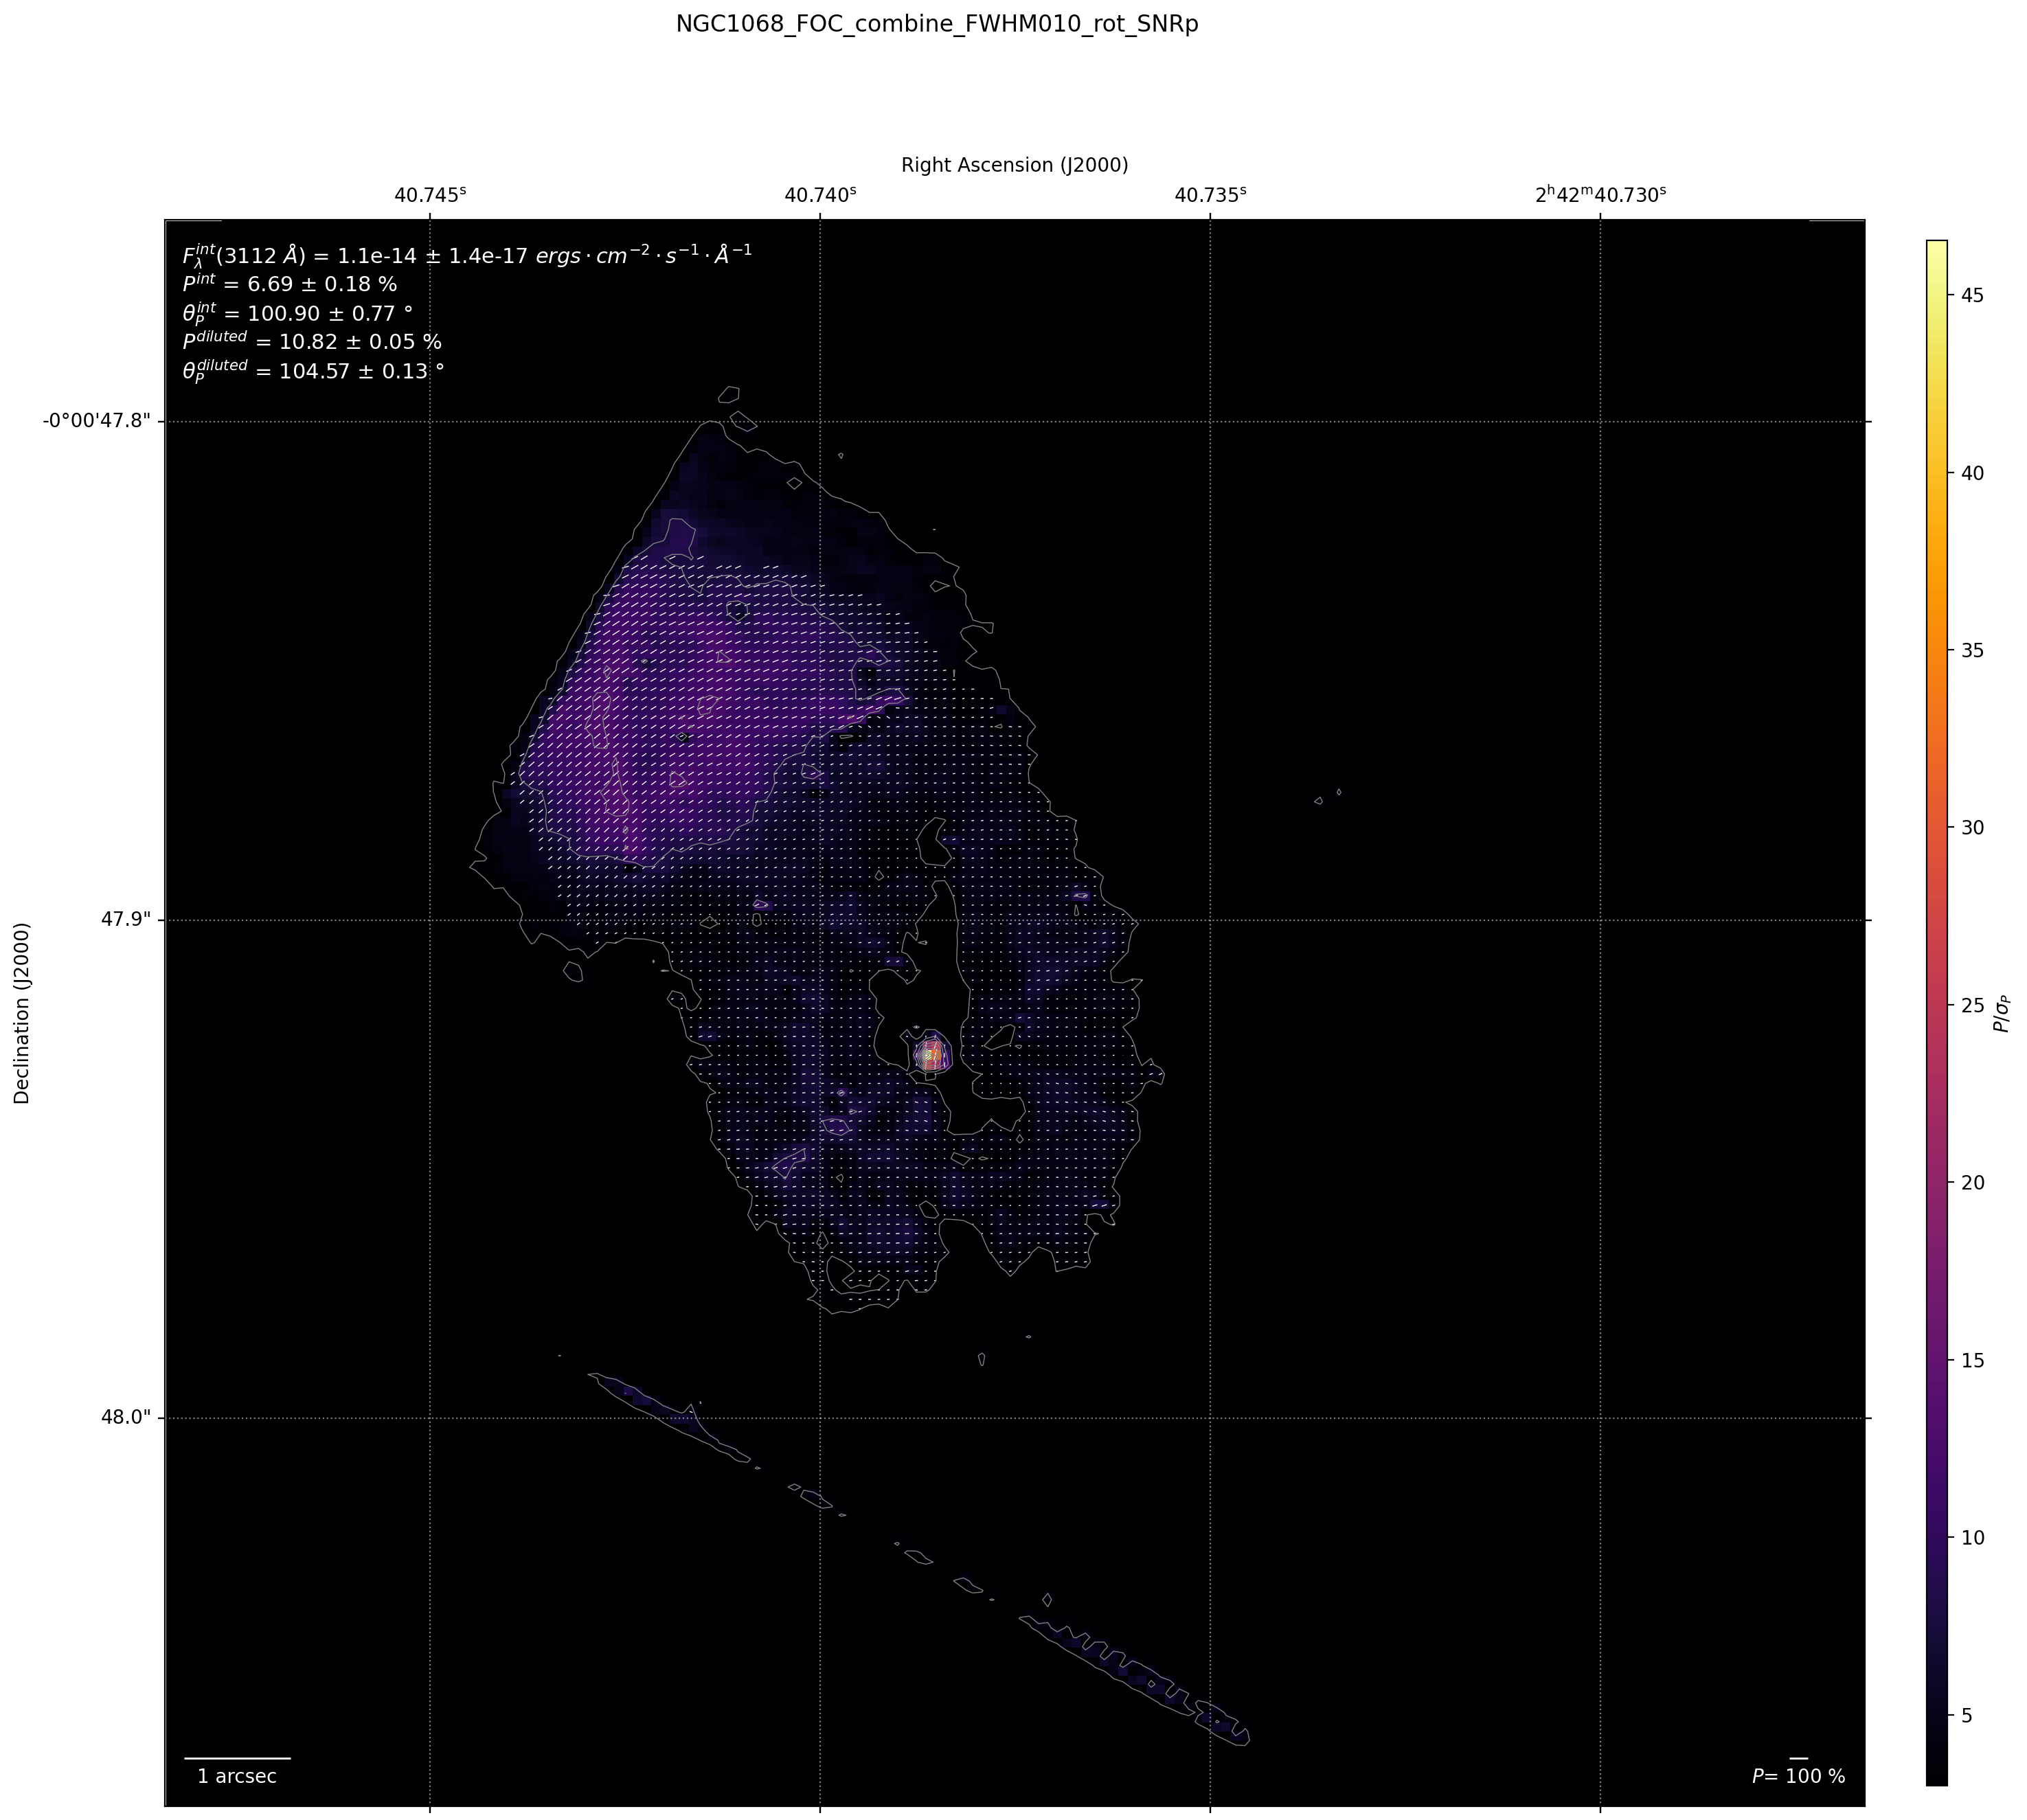 NGC1068_FOC_combine_FWHM010_rot_SNRp
Right Ascension (J2000)
40.745ˢ 40.740ˢ 40.735ˢ 2ʰ42ᵐ40.730ˢ
F_λ^int(3112 Å) = 1.1e-14 ± 1.4e-17 ergs · cm⁻² · s⁻¹ · Å⁻¹
P^int = 6.69 ± 0.18 %
θ_P^int = 100.90 ± 0.77 °
P^diluted = 10.82 ± 0.05 %
θ_P^diluted = 104.57 ± 0.13 °
-0°00'47.8"
47.9"
48.0"
Declination (J2000)
1 arcsec
P= 100 %
45
40
35
30
25
20
15
10
5
P/σ_P